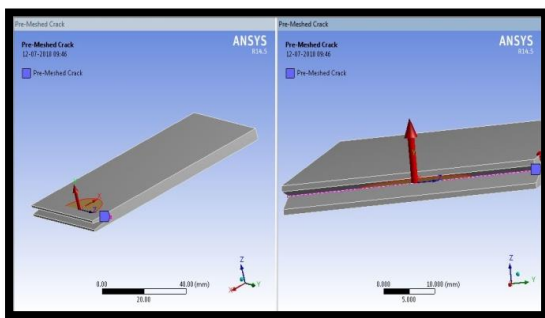 Pre-Meshed Crack
Pre-Meshed Crack
12-07-2018 09:46
Pre-Meshed Crack
ANSYS
R14.5
0.00
40.00 (mm)
20.00
Z
Y
X
Pre-Meshed Crack
Pre-Meshed Crack
12-07-2018 09:46
Pre-Meshed Crack
ANSYS
R14.5
0.000
10.000 (mm)
5.000
Z
Y